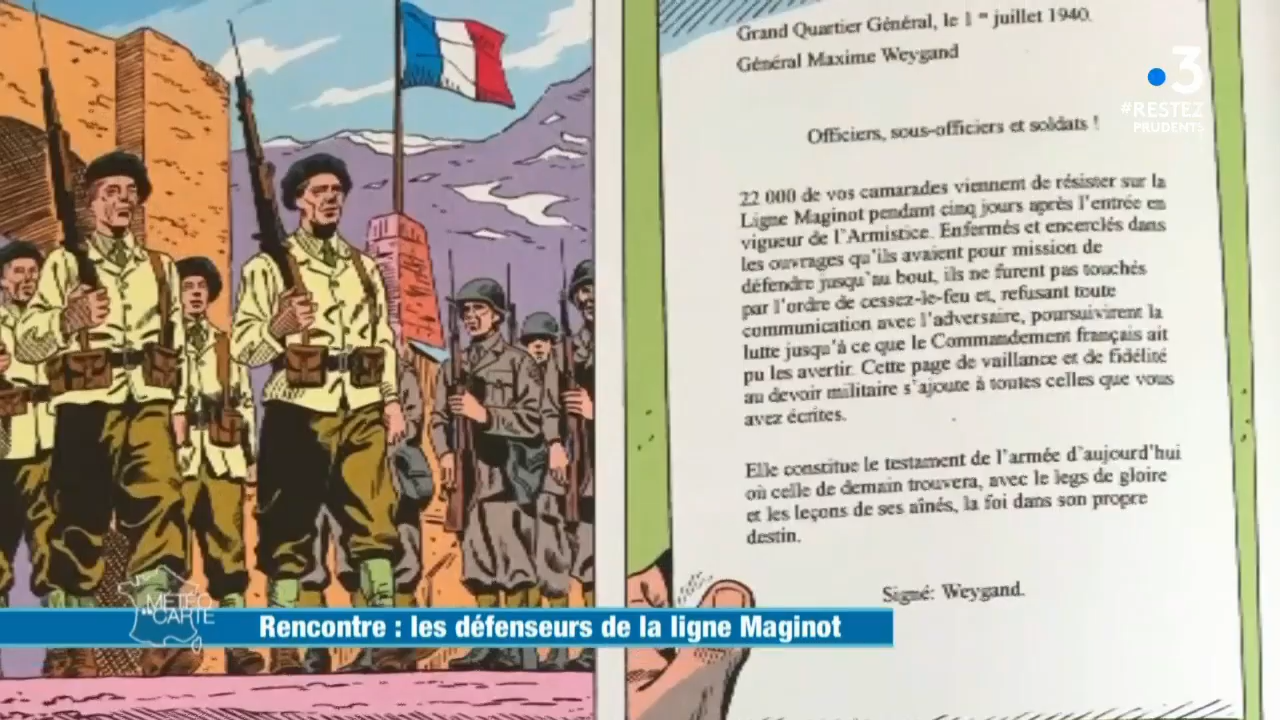 Grand Quartier Général, le 1er juillet 1940.
Général Maxime Weygand
Officiers, sous-officiers et soldats !
22 000 de vos camarades viennent de résister sur la
Ligne Maginot pendant cinq jours après l'entrée en
vigueur de l'Armistice. Enfermés et encerclés dans
les ouvrages qu'ils avaient pour mission de
défendre jusqu'au bout, ils ne furent pas touchés
par l'ordre de cessez-le-feu et, refusant toute
communication avec l'adversaire, poursuivirent la
lutte jusqu'à ce que le Commandement français ait
pu les avertir. Cette page de vaillance et de fidélité
au devoir militaire s'ajoute à toutes celles que vous
avez écrites.
Elle constitue le testament de l'armée d'aujourd'hui
où celle de demain trouvera, avec le legs de gloire
et les leçons de ses aînés, la foi dans son propre
destin.
Signé: Weygand.
3
#RESTEZ
PRUDENTS
MÉTÉO
À LA
CARTE
Rencontre : les défenseurs de la ligne Maginot